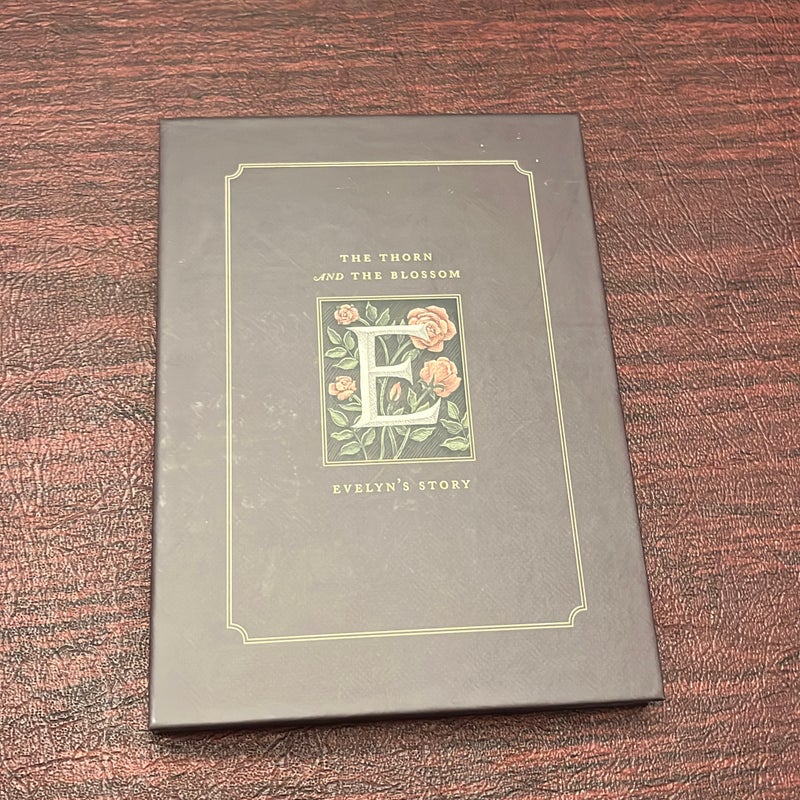 THE THORN
AND THE BLOSSOM
E
EVELYN'S STORY